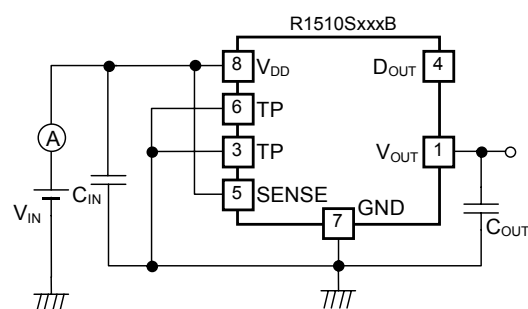 R1510SxxxB
8 VDD DOUT 4
6 TP
A
3 TP VOUT 1
CIN
5 SENSE
VIN
7 GND
COUT